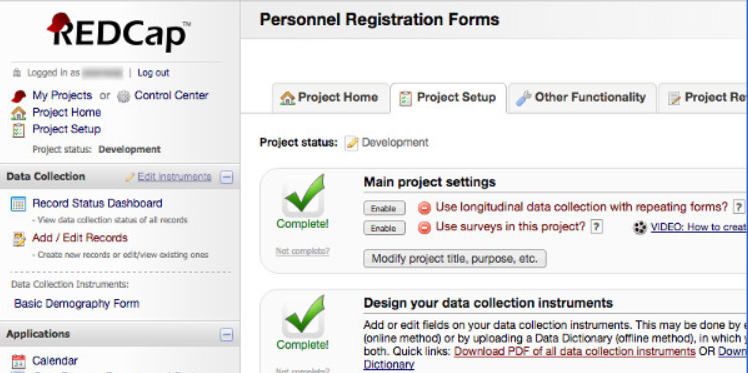 REDCap™
Logged in as | Log out
My Projects or Control Center
Project Home
Project Setup
Project status: Development
Data Collection Edit instruments
Record Status Dashboard
- View data collection status of all records
Add / Edit Records
- Create new records or edit/view existing ones
Data Collection Instruments:
Basic Demography Form
Applications
Calendar
Personnel Registration Forms
Project Home Project Setup Other Functionality Project Re
Project status: Development
Complete!
Not complete?
Main project settings
Enable Use longitudinal data collection with repeating forms? ?
Enable Use surveys in this project? ? VIDEO: How to creat
Modify project title, purpose, etc.
Complete!
Not complete?
Design your data collection instruments
Add or edit fields on your data collection instruments. This may be done by e
(online method) or by uploading a Data Dictionary (offline method), in which y
both. Quick links: Download PDF of all data collection instruments OR Down
Dictionary